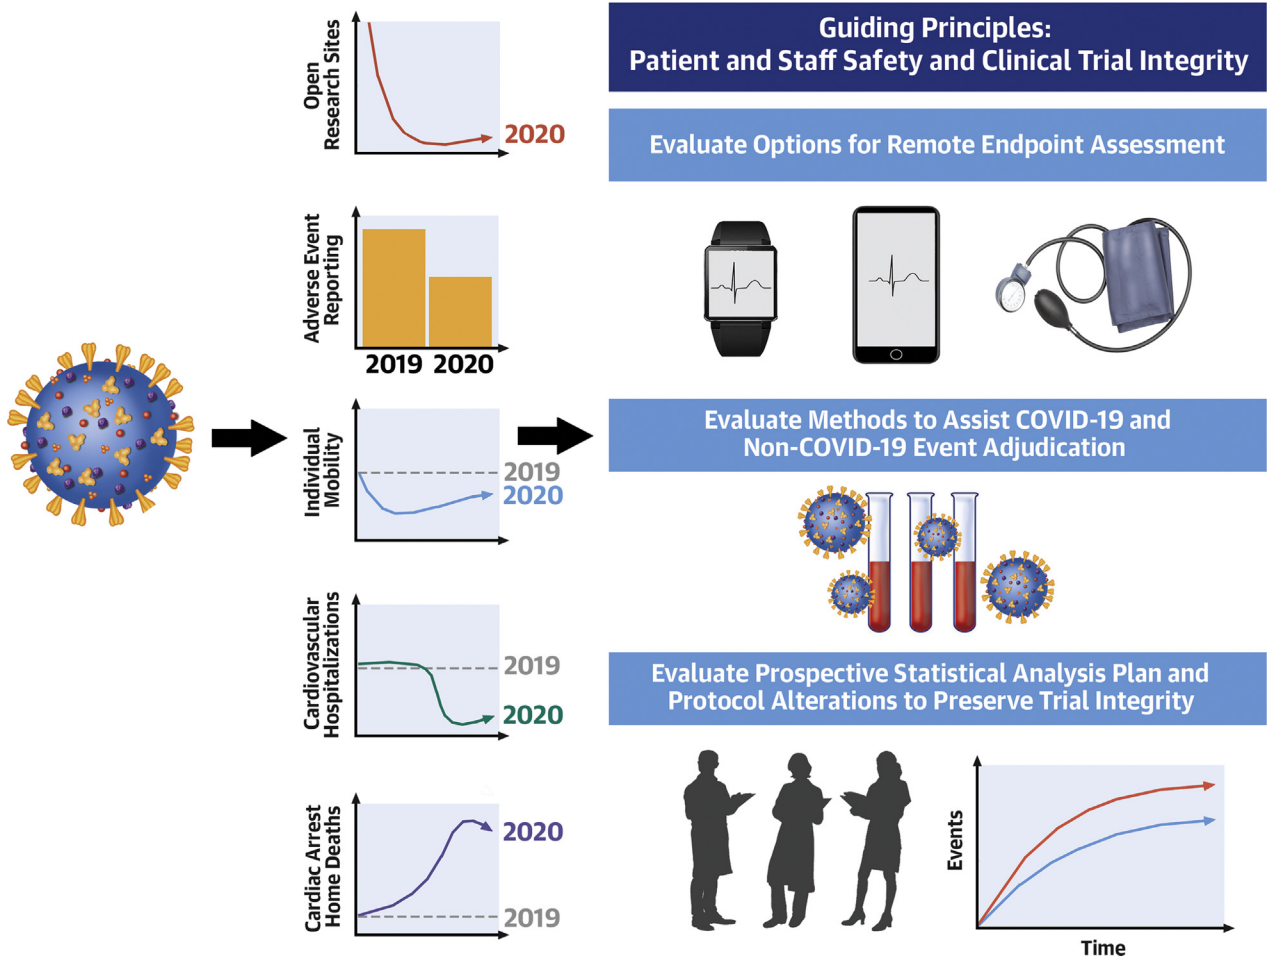 Open
Research Sites
2020
Adverse Event
Reporting
2019 2020
Individual
Mobility
2019
2020
Cardiovascular
Hospitalizations
2019
2020
Cardiac Arrest
Home Deaths
2020
2019
Guiding Principles:
Patient and Staff Safety and Clinical Trial Integrity
Evaluate Options for Remote Endpoint Assessment
Evaluate Methods to Assist COVID-19 and
Non-COVID-19 Event Adjudication
Evaluate Prospective Statistical Analysis Plan and
Protocol Alterations to Preserve Trial Integrity
Events
Time